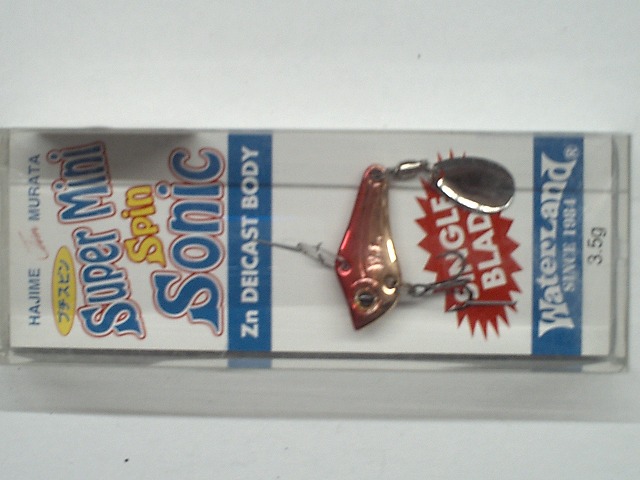 HAJIME Jim MURATA
プチスピン
Super Mini
Spin
Sonic
Zn DEICAST BODY
SINGLE
BLADE
WaterLand®
SINCE 1984
3.5g